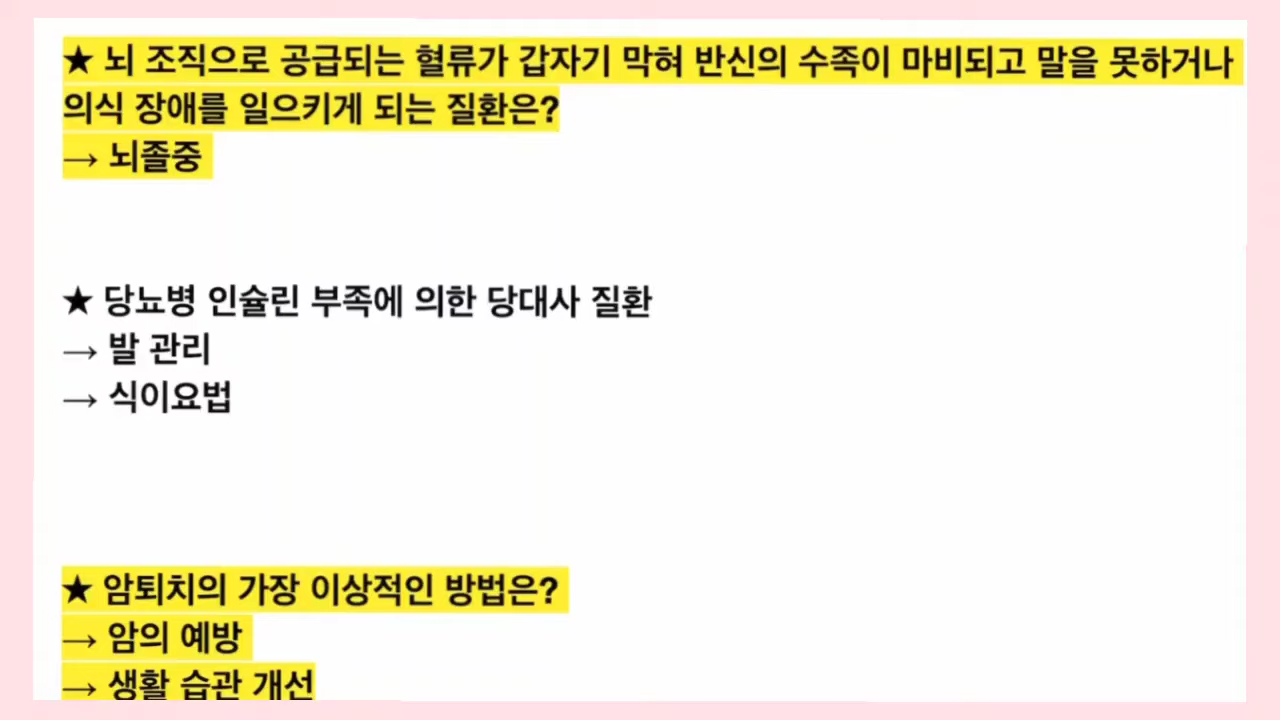 ★ 뇌 조직으로 공급되는 혈류가 갑자기 막혀 반신의 수족이 마비되고 말을 못하거나
의식 장애를 일으키게 되는 질환은?
→ 뇌졸중
★ 당뇨병 인슐린 부족에 의한 당대사 질환
→ 발 관리
→ 식이요법
★ 암퇴치의 가장 이상적인 방법은?
→ 암의 예방
→ 생활 습관 개선